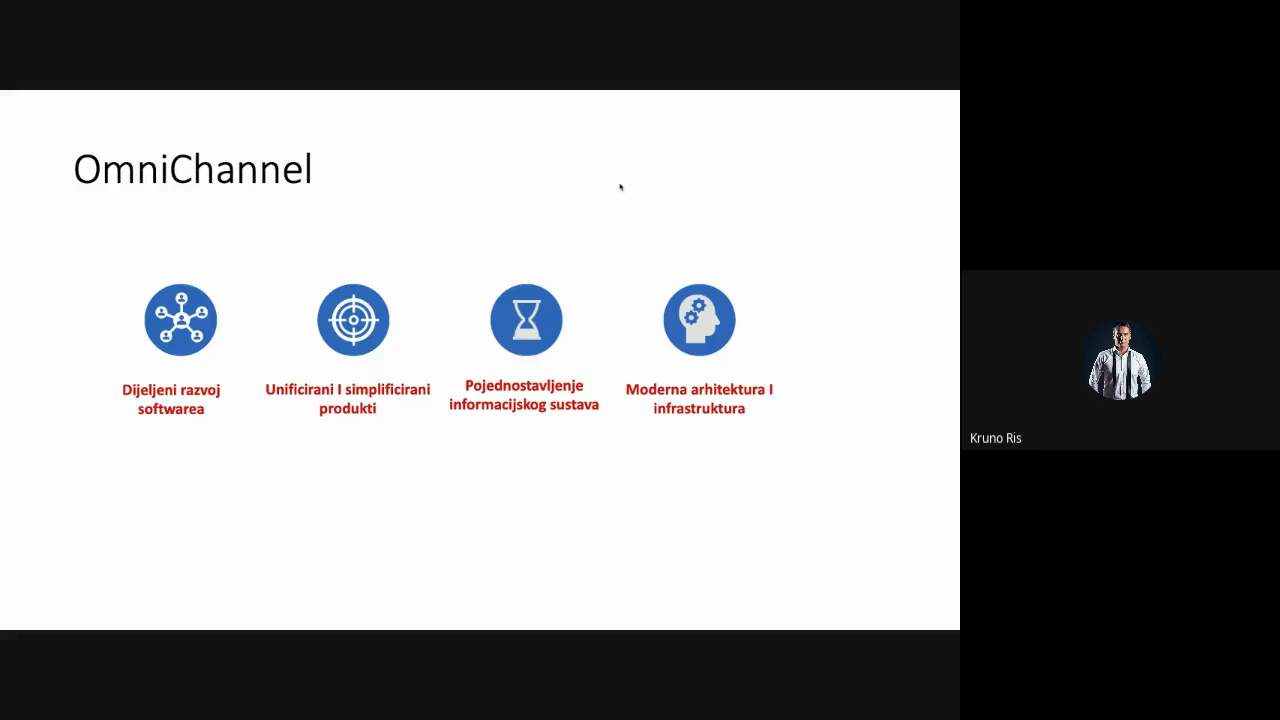 OmniChannel
Dijeljeni razvoj
softwarea
Unificirani I simplificirani
produkti
Pojednostavljenje
informacijskog sustava
Moderna arhitektura I
infrastruktura
Kruno Ris